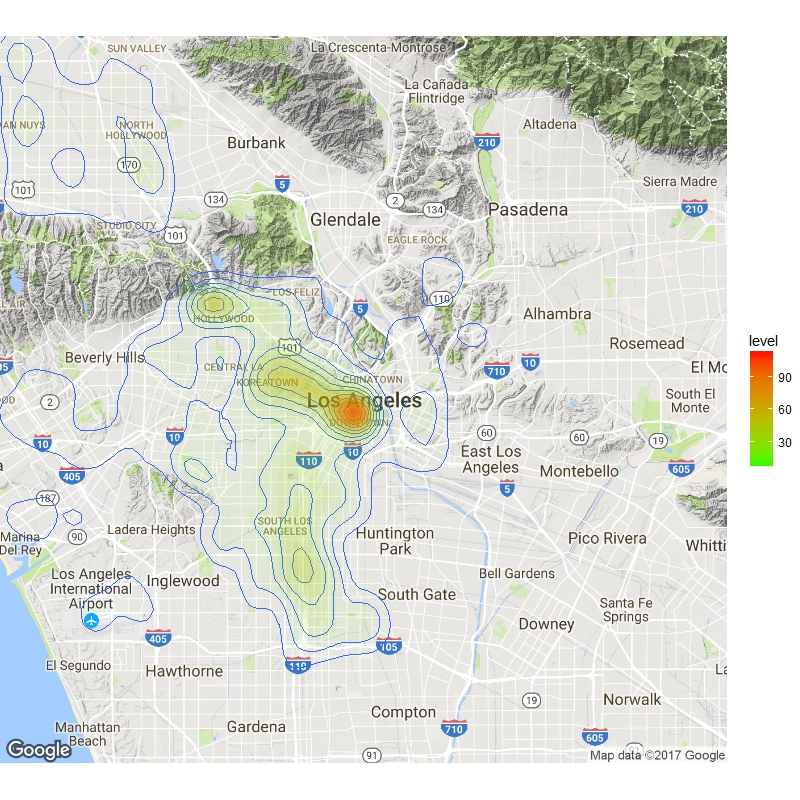 SUN VALLEY
La Crescenta-Montrose
La Cañada
Flintridge
AN NUYS
NORTH
HOLLYWOOD
Burbank
Altadena
210
170
101
5
134
2
134
Sierra Madre
Glendale
Pasadena
210
STUDIO CITY
101
EAGLE ROCK
LAIR
LOS FELIZ
110
HOLLYWOOD
5
Alhambra
101
Rosemead
Beverly Hills
CENTRAL LA
KOREATOWN
CHINATOWN
710
10
El Mo
05
OD
2
Los Angeles
DOWNTOWN
South El
Monte
10
10
10
60
60
19
110
East Los
Angeles
Montebello
605
405
5
187
Marina
Del Rey
90
Ladera Heights
SOUTH LOS
ANGELES
Huntington
Park
Pico Rivera
Whitti
Los Angeles
International
Airport
Inglewood
Bell Gardens
South Gate
Santa Fe
Springs
Downey
405
105
El Segundo
Hawthorne
110
La
19
Norwalk
Compton
Manhattan
Beach
Gardena
710
605
91
91
Google
Map data ©2017 Google
level
90
60
30